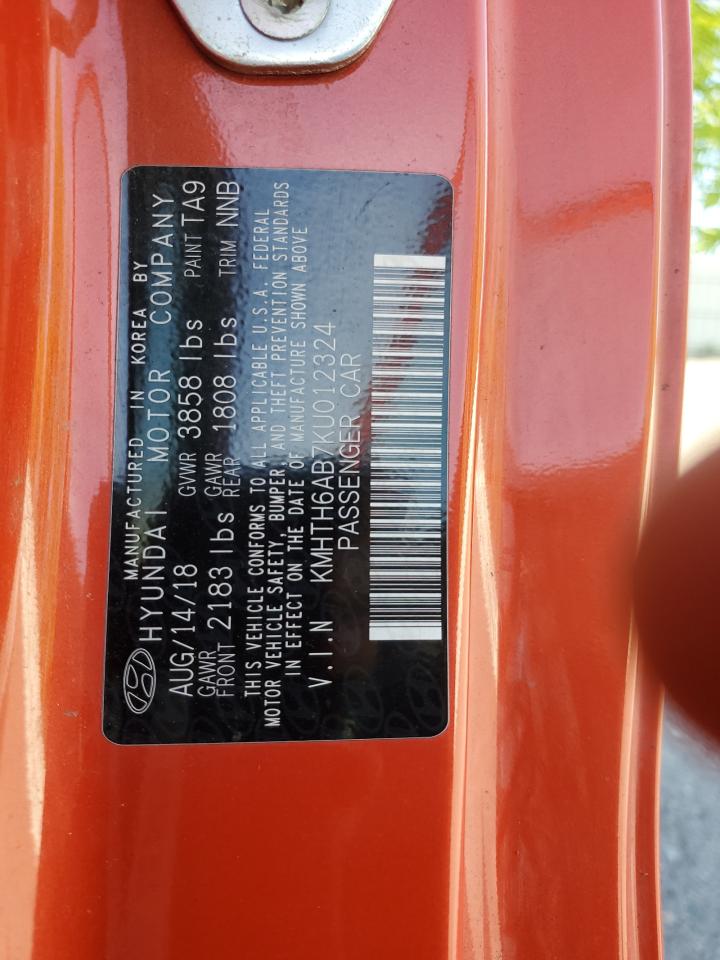 MANUFACTURED IN KOREA BY
HYUNDAI MOTOR COMPANY
AUG/14/18 GVWR 3858 lbs PAINT TA9
GAWR FRONT 2183 lbs GAWR REAR 1808 lbs TRIM NNB
THIS VEHICLE CONFORMS TO ALL APPLICABLE U.S.A. FEDERAL
MOTOR VEHICLE SAFETY, BUMPER, AND THEFT PREVENTION STANDARDS
IN EFFECT ON THE DATE OF MANUFACTURE SHOWN ABOVE
V.I.N KMHTH6AB7KU012324
PASSENGER CAR